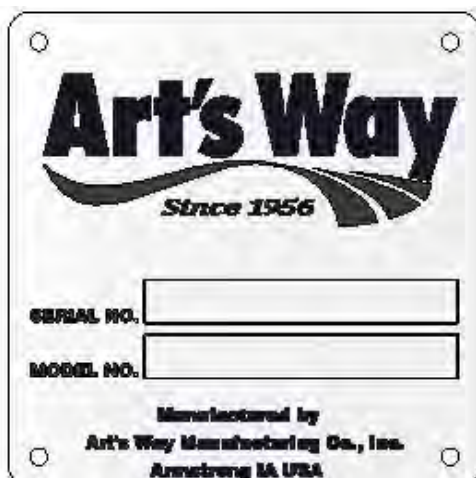 Art's Way
Since 1956
SERIAL NO.
MODEL NO.
Manufactured by
Art's Way Manufacturing Co., Inc.
Armstrong IA USA